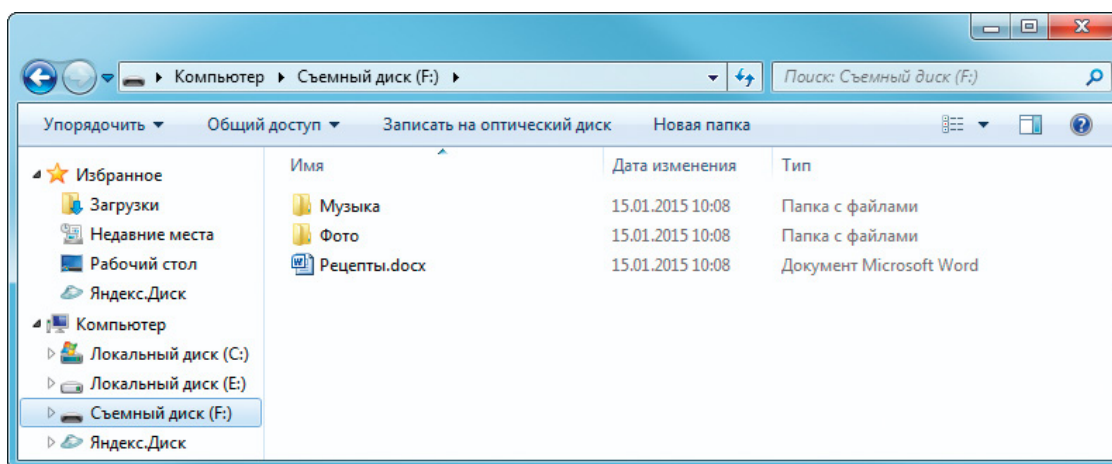 Компьютер Съемный диск (F:) Поиск: Съемный диск (F:)
Упорядочить Общий доступ Записать на оптический диск Новая папка
Избранное
Загрузки
Недавние места
Рабочий стол
Яндекс.Диск
Компьютер
Локальный диск (C:)
Локальный диск (E:)
Съемный диск (F:)
Яндекс.Диск
Имя Дата изменения Тип
Музыка 15.01.2015 10:08 Папка с файлами
Фото 15.01.2015 10:08 Папка с файлами
Рецепты.docx 15.01.2015 10:08 Документ Microsoft Word